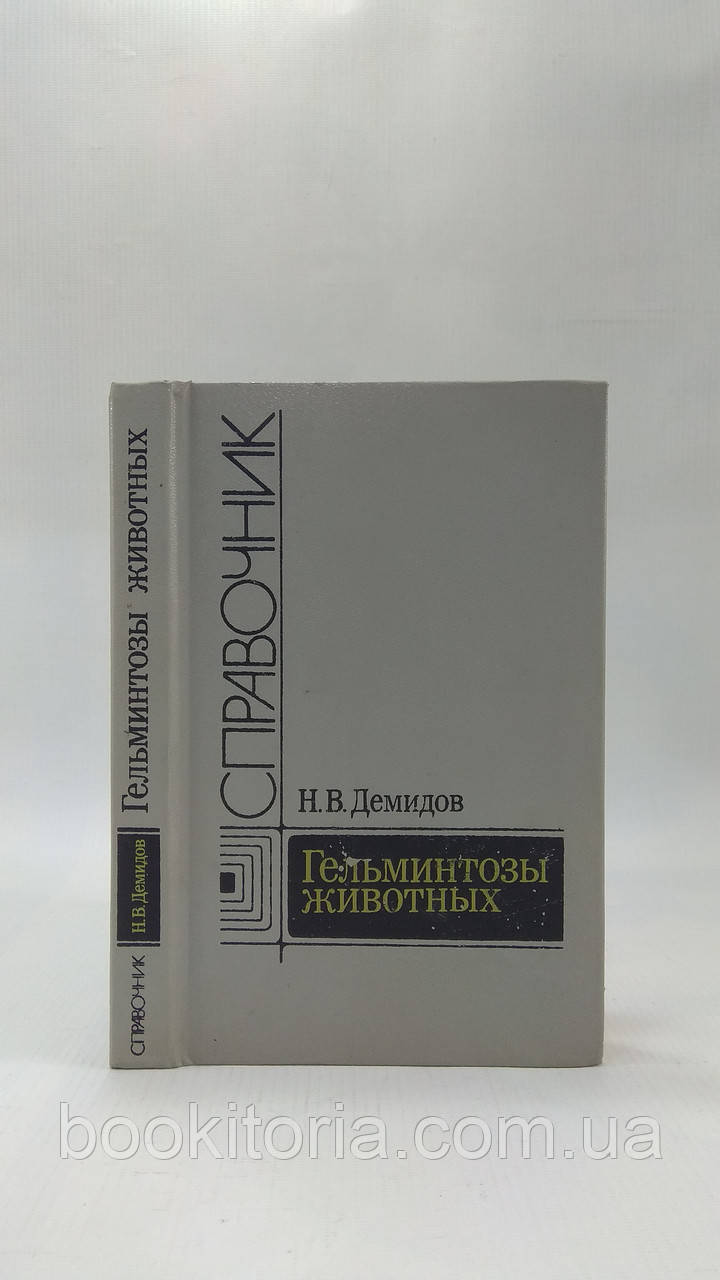 Гельминтозы животных
Н.В.Демидов
СПРАВОЧНИК
СПРАВОЧНИК
Н.В.Демидов
Гельминтозы
животных
bookitoria.com.ua